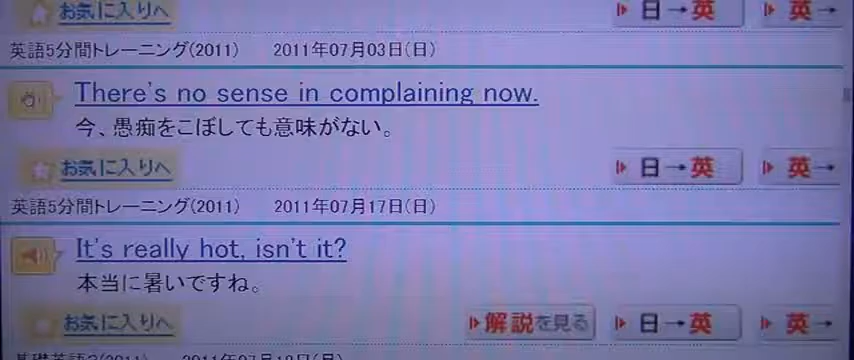 お気に入りへ 日→英 英→
英語5分間トレーニング(2011) 2011年07月03日(日)
There's no sense in complaining now.
今、愚痴をこぼしても意味がない。
お気に入りへ 日→英 英→
英語5分間トレーニング(2011) 2011年07月17日(日)
It's really hot, isn't it?
本当に暑いですね。
お気に入りへ 解説を見る 日→英 英→